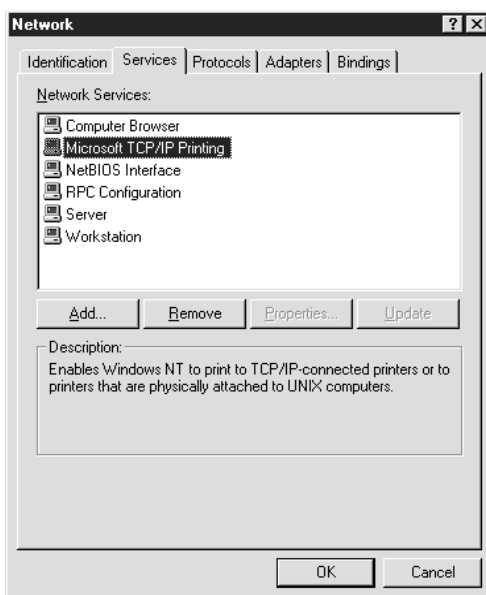 Network
Identification Services Protocols Adapters Bindings
Network Services:
Computer Browser
Microsoft TCP/IP Printing
NetBIOS Interface
RPC Configuration
Server
Workstation
Add... Remove Properties... Update
Description:
Enables Windows NT to print to TCP/IP-connected printers or to
printers that are physically attached to UNIX computers.
OK Cancel